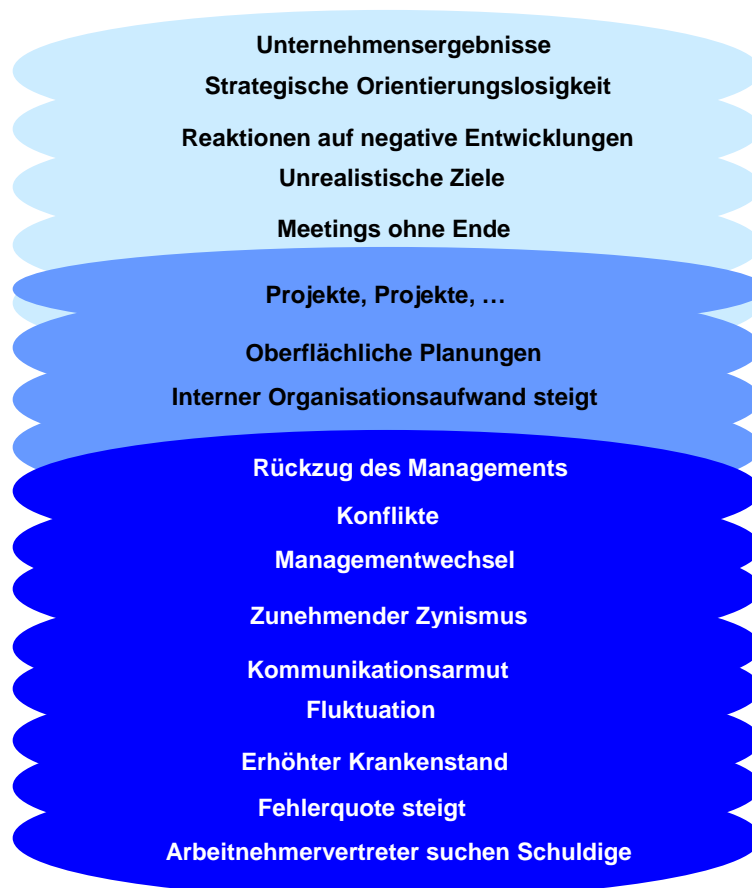 Unternehmensergebnisse
Strategische Orientierungslosigkeit
Reaktionen auf negative Entwicklungen
Unrealistische Ziele
Meetings ohne Ende
Projekte, Projekte, …
Oberflächliche Planungen
Interner Organisationsaufwand steigt
Rückzug des Managements
Konflikte
Managementwechsel
Zunehmender Zynismus
Kommunikationsarmut
Fluktuation
Erhöhter Krankenstand
Fehlerquote steigt
Arbeitnehmervertreter suchen Schuldige